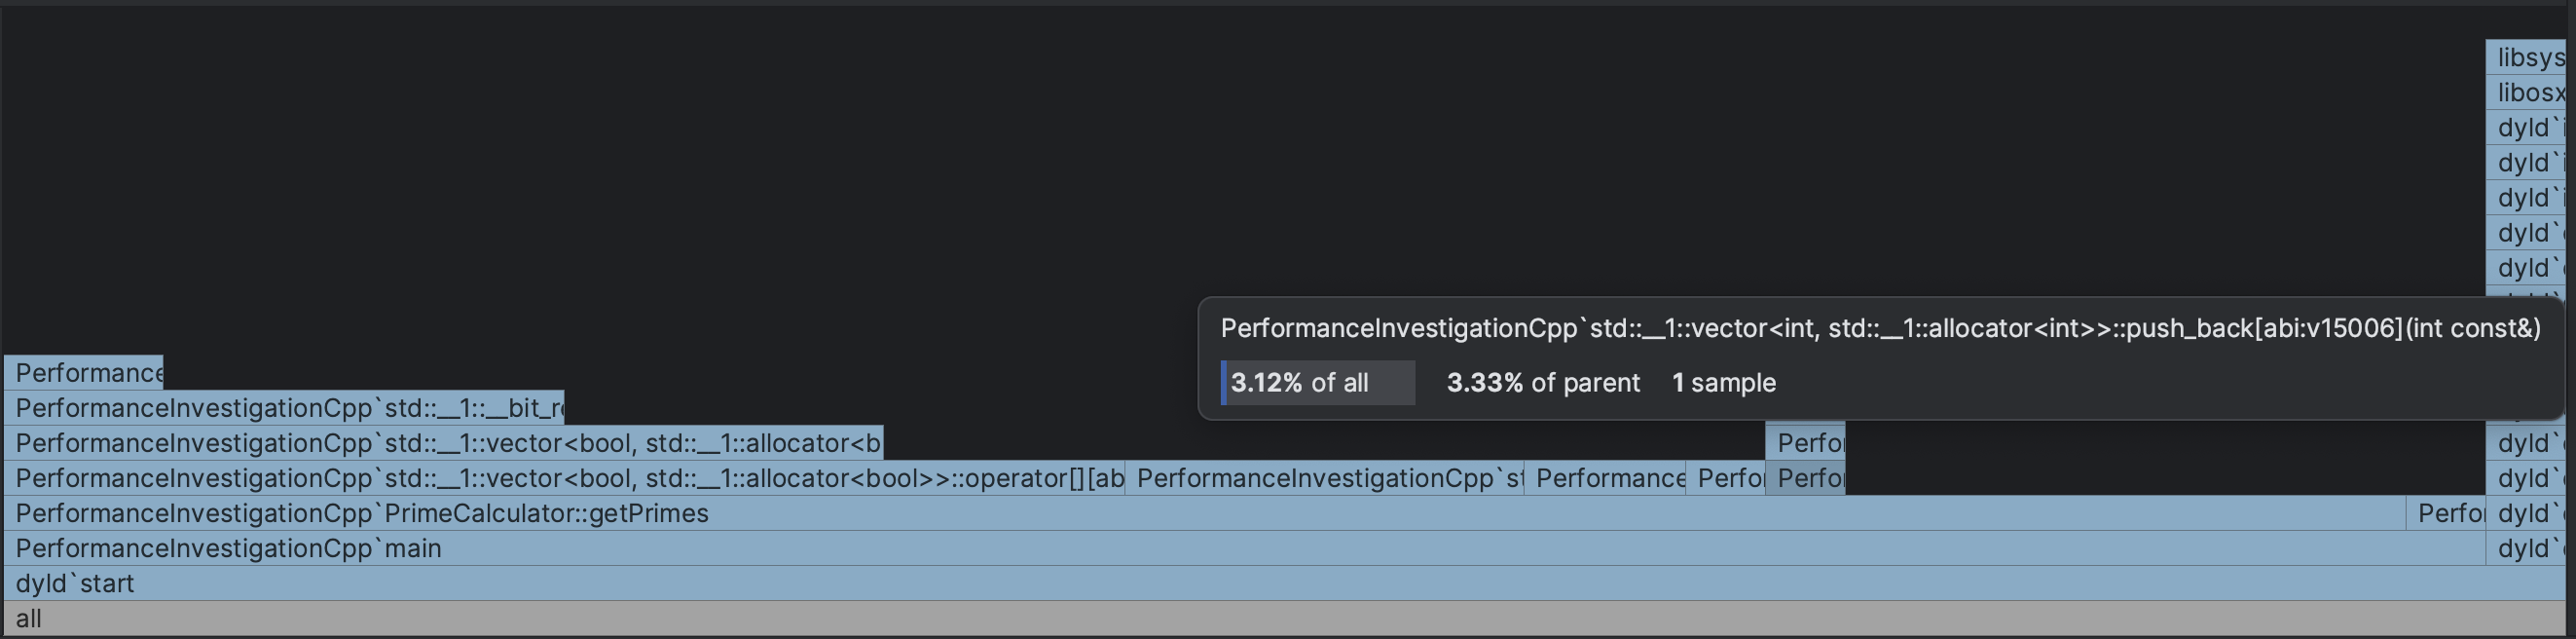 libsys
libosx
dyld`i
dyld`i
dyld`i
dyld`c
dyld`c
PerformanceInvestigationCpp`std::__1::vector<int, std::__1::allocator<int>>::push_back[abi:v15006](int const&)
3.12% of all 3.33% of parent 1 sample
Performance
PerformanceInvestigationCpp`std::__1::__bit_re
PerformanceInvestigationCpp`std::__1::vector<bool, std::__1::allocator<b Perfor dyld`c
PerformanceInvestigationCpp`std::__1::vector<bool, std::__1::allocator<bool>>::operator[][ab PerformanceInvestigationCpp`st Performance Perfor Perfor dyld`c
PerformanceInvestigationCpp`PrimeCalculator::getPrimes Perfor dyld`c
PerformanceInvestigationCpp`main dyld`c
dyld`start
all